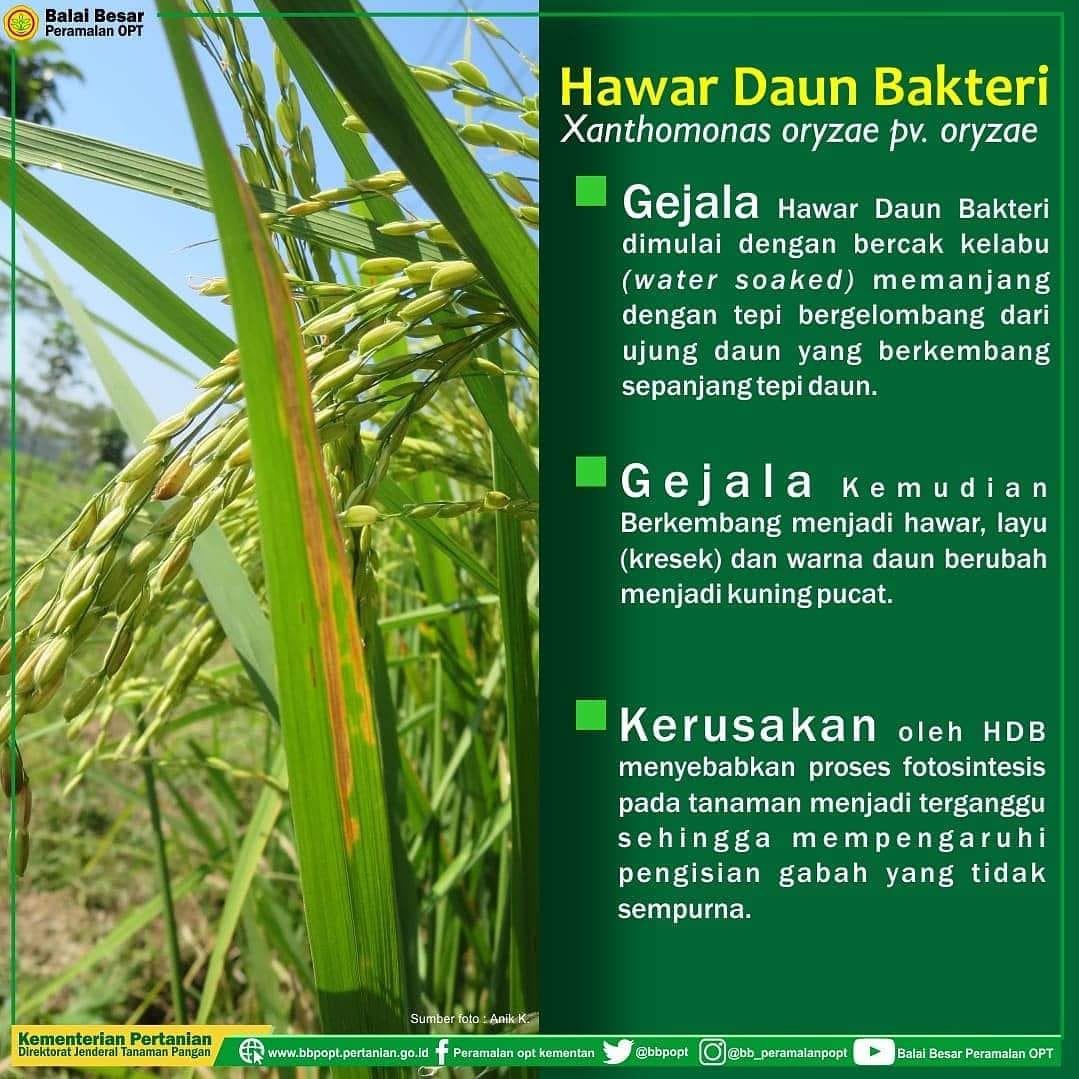 Balai Besar
Peramalan OPT
Hawar Daun Bakteri
Xanthomonas oryzae pv. oryzae
Gejala Hawar Daun Bakteri
dimulai dengan bercak kelabu
(water soaked) memanjang
dengan tepi bergelombang dari
ujung daun yang berkembang
sepanjang tepi daun.
Gejala Kemudian
Berkembang menjadi hawar, layu
(kresek) dan warna daun berubah
menjadi kuning pucat.
Kerusakan oleh HDB
menyebabkan proses fotosintesis
pada tanaman menjadi terganggu
sehingga mempengaruhi
pengisian gabah yang tidak
sempurna.
Sumber foto : Anik K.
Kementerian Pertanian
Direktorat Jenderal Tanaman Pangan
www.bbpopt.pertanian.go.id
Peramalan opt kementan
@bbpopt
@bb_peramalanpopt
Balai Besar Peramalan OPT